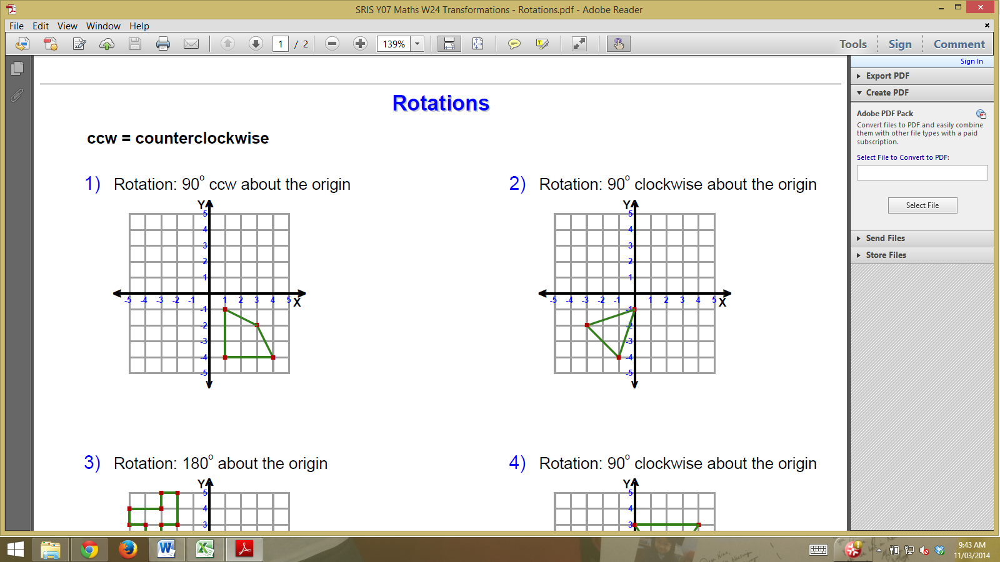 SRIS Y07 Maths W24 Transformations - Rotations.pdf - Adobe Reader
File Edit View Window Help
1 / 2 139% Tools Sign Comment
Sign In
Export PDF
Create PDF
Adobe PDF Pack
Convert files to PDF and easily combine
them with other file types with a paid
subscription.
Select File to Convert to PDF:
Select File
Send Files
Store Files
Rotations
ccw = counterclockwise
1) Rotation: 90° ccw about the origin
Y
5
4
3
2
1
-5 -4 -3 -2 -1 1 2 3 4 5 X
-1
-2
-3
-4
-5
2) Rotation: 90° clockwise about the origin
Y
5
4
3
2
1
-5 -4 -3 -2 -1 1 2 3 4 5 X
-1
-2
-3
-4
-5
3) Rotation: 180° about the origin
Y
5
4
3
4) Rotation: 90° clockwise about the origin
Y
5
4
3
9:43 AM
11/03/2014